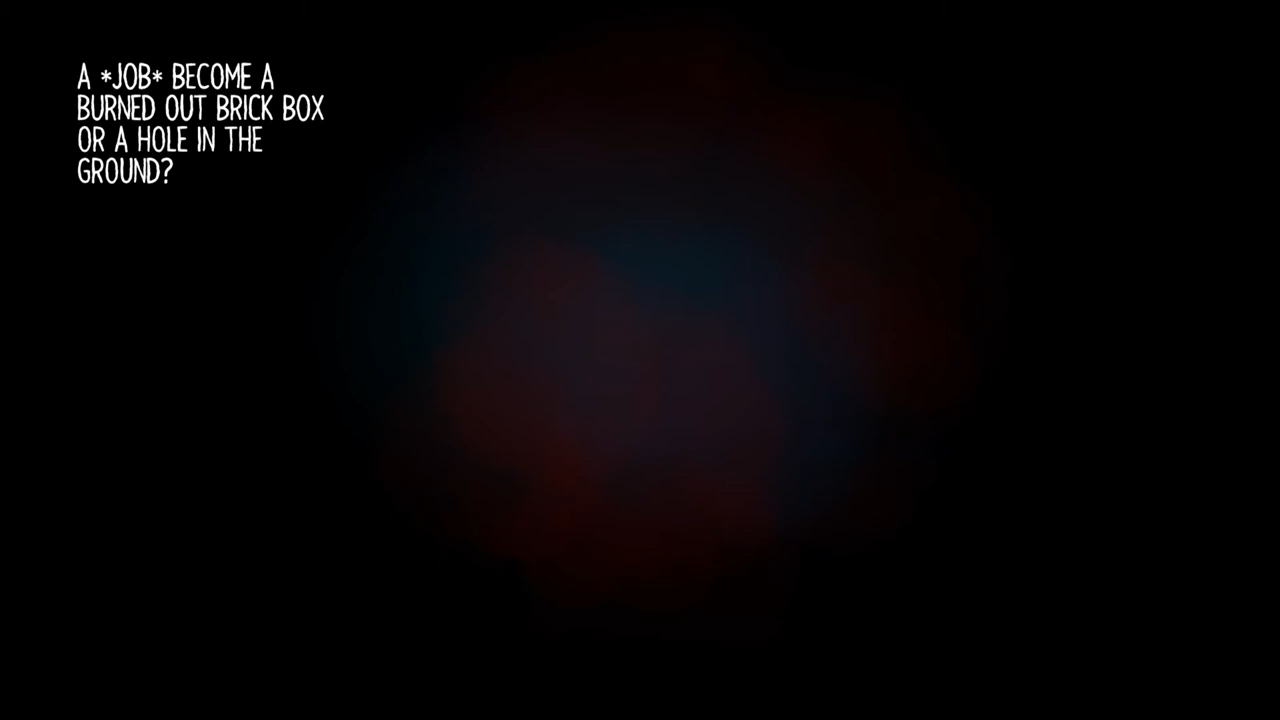 A *JOB* BECOME A
BURNED OUT BRICK BOX
OR A HOLE IN THE
GROUND?